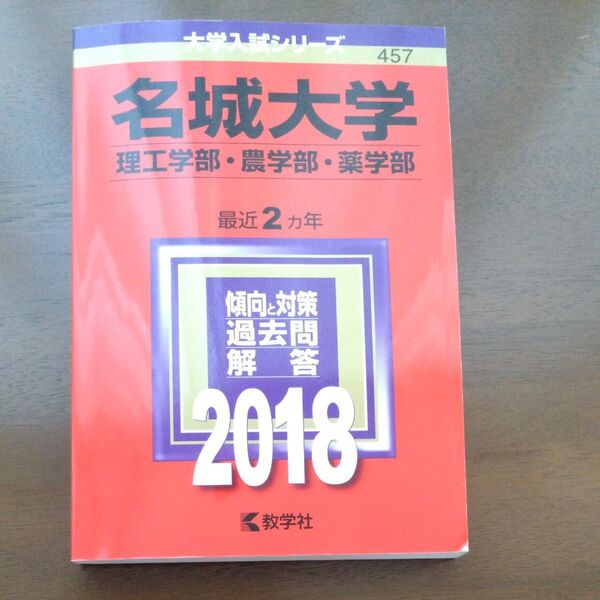 大学入試シリーズ
457
名城大学
理工学部・農学部・薬学部
最近2ヵ年
傾向と対策
過去問
解答
2018
教学社